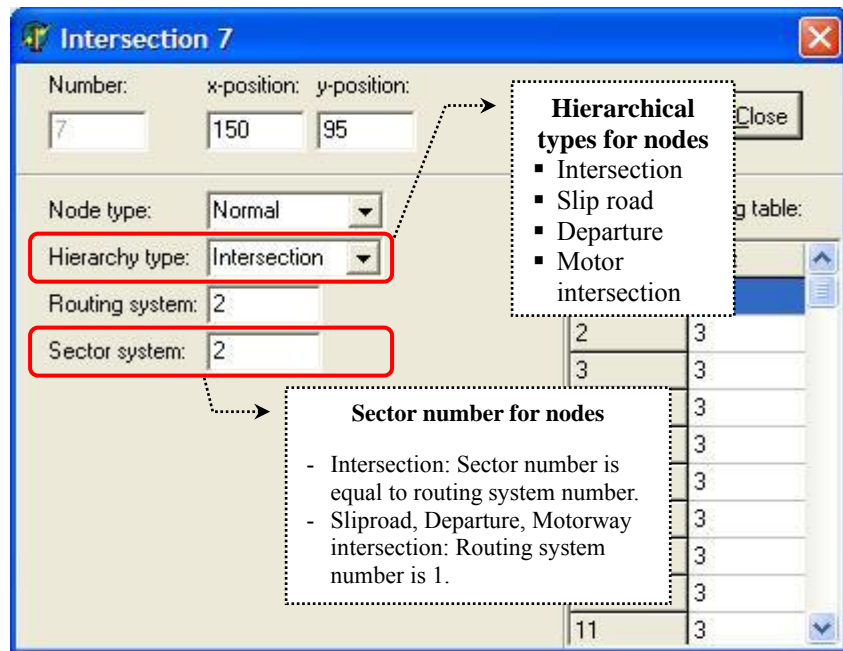 Intersection 7
Number: x-position: y-position:
7 150 95
Close
Hierarchical
types for nodes
▪ Intersection
▪ Slip road
▪ Departure
▪ Motor
intersection
Node type: Normal
g table:
Hierarchy type: Intersection
Routing system: 2
Sector system: 2
2 3
3 3
Sector number for nodes
- Intersection: Sector number is
equal to routing system number.
- Sliproad, Departure, Motorway
intersection: Routing system
number is 1.
3
3
3
3
3
3
11 3